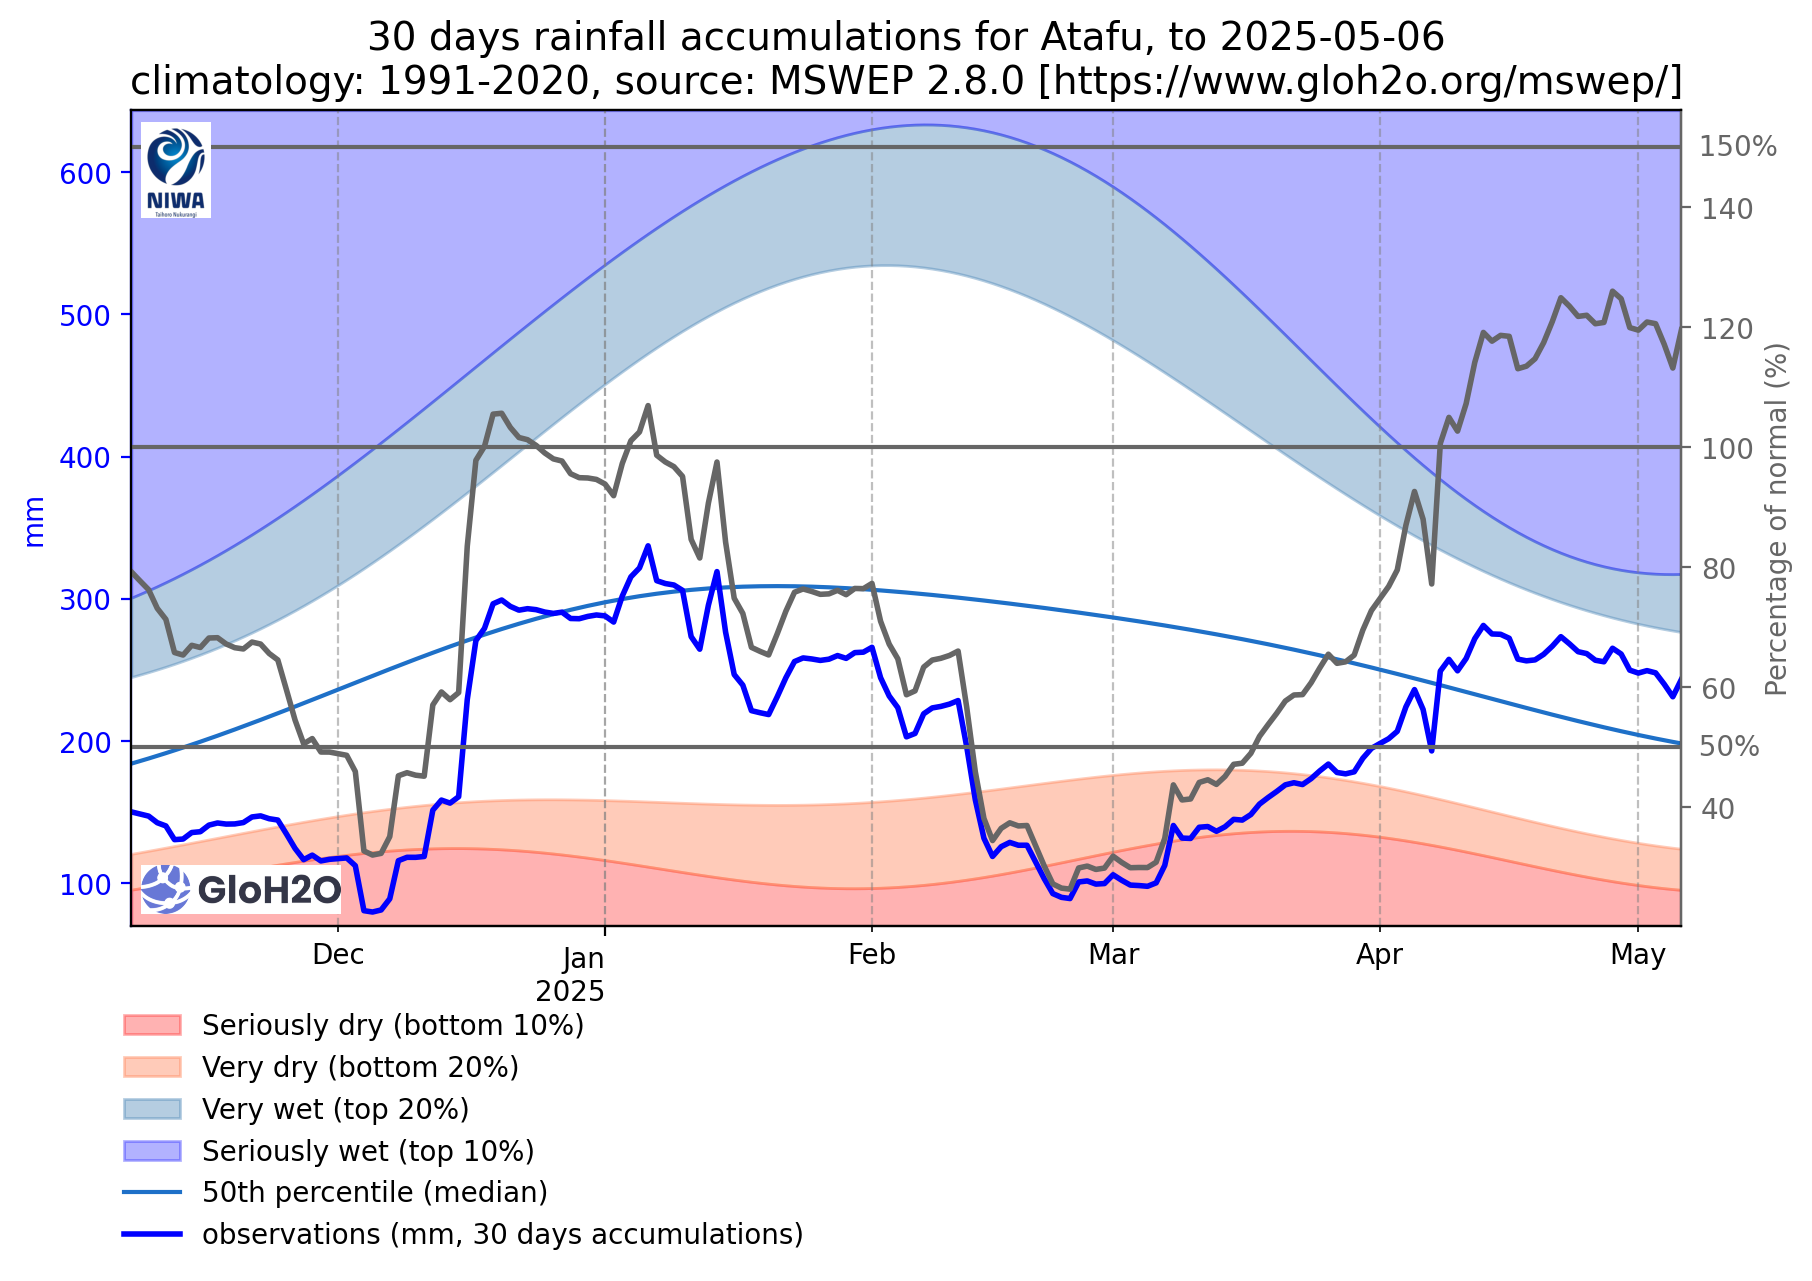 30 days rainfall accumulations for Atafu, to 2025-05-06
climatology: 1991-2020, source: MSWEP 2.8.0 [https://www.gloh2o.org/mswep/]
NIWA
Taihoro Nukurangi
600
500
400
300
200
100
mm
150%
140
120
100
80
60
50%
40
Percentage of normal (%)
GloH2O
Dec
Jan
2025
Feb
Mar
Apr
May
Seriously dry (bottom 10%)
Very dry (bottom 20%)
Very wet (top 20%)
Seriously wet (top 10%)
50th percentile (median)
observations (mm, 30 days accumulations)